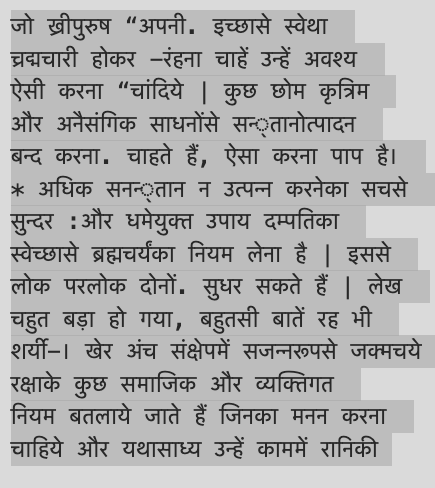 जो ख्रीपुरुष “अपनी. इच्छासे स्वेथा
च्रद्मचारी होकर –रंहना चाहें उन्हें अवश्य
ऐसी करना “चांदिये | कुछ छोम कृत्रिम
और अनैसंगिक साधनोंसे सन्‍्तानोत्पादन
बन्द करना. चाहते हैं, ऐसा करना पाप है।
* अधिक सनन्‍्तान न उत्पन्न करनेका सचसे
सुन्दर :और धमेयुक्त उपाय दम्पतिका
स्वेच्छासे ब्रह्मचर्यंका नियम लेना है | इससे
लोक परलोक दोनों. सुधर सकते हैं | लेख
चहुत बड़ा हो गया, बहुतसी बातें रह भी
शर्यी–। खेर अंच संक्षेपमें सजन्नरूपसे जक्मचये
रक्षाके कुछ समाजिक और व्यक्तिगत
नियम बतलाये जाते हैं जिनका मनन करना
चाहिये और यथासाध्य उन्हें काममें रानिकी